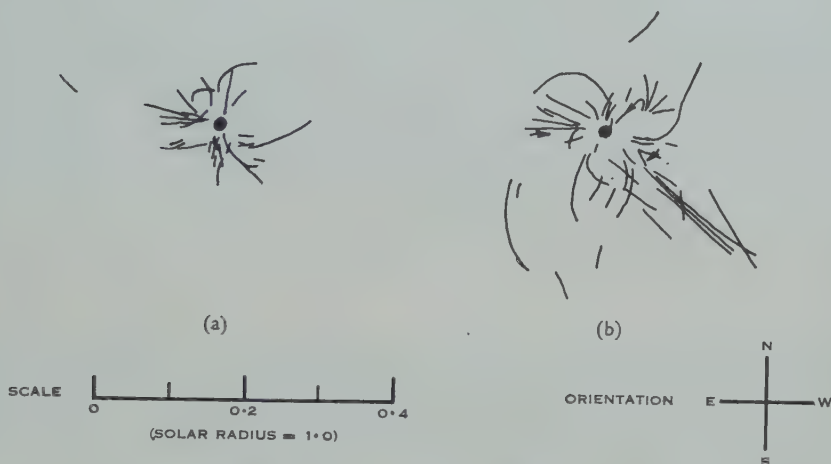 (a)
(b)
SCALE
0 0·2 0·4
(SOLAR RADIUS = 1·0)
ORIENTATION
N
E W
S